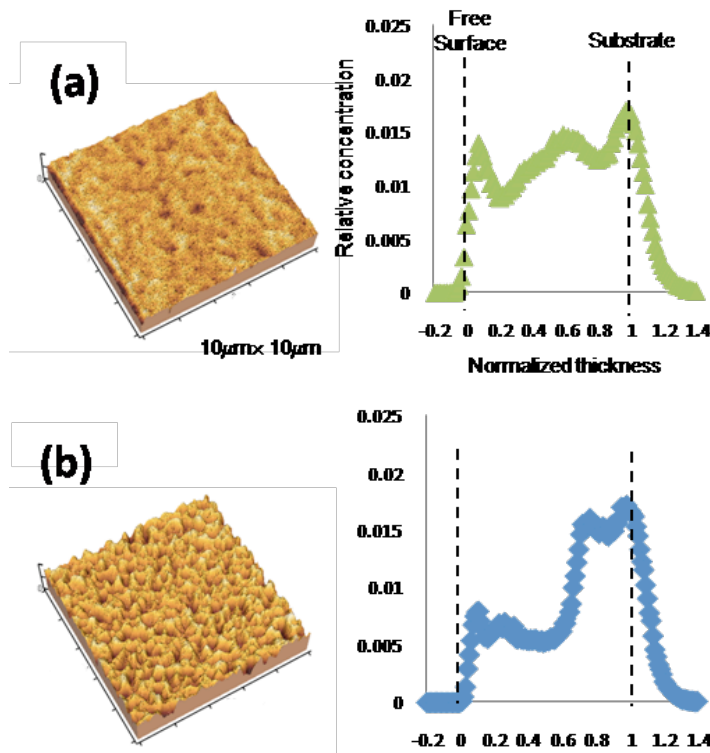 (a)
10μm× 10μm
Free
Surface
Substrate
Relative concentration
0.025
0.02
0.015
0.01
0.005
0
-0.2 0 0.2 0.4 0.6 0.8 1 1.2 1.4
Normalized thickness
(b)
0.025
0.02
0.015
0.01
0.005
0
-0.2 0 0.2 0.4 0.6 0.8 1 1.2 1.4